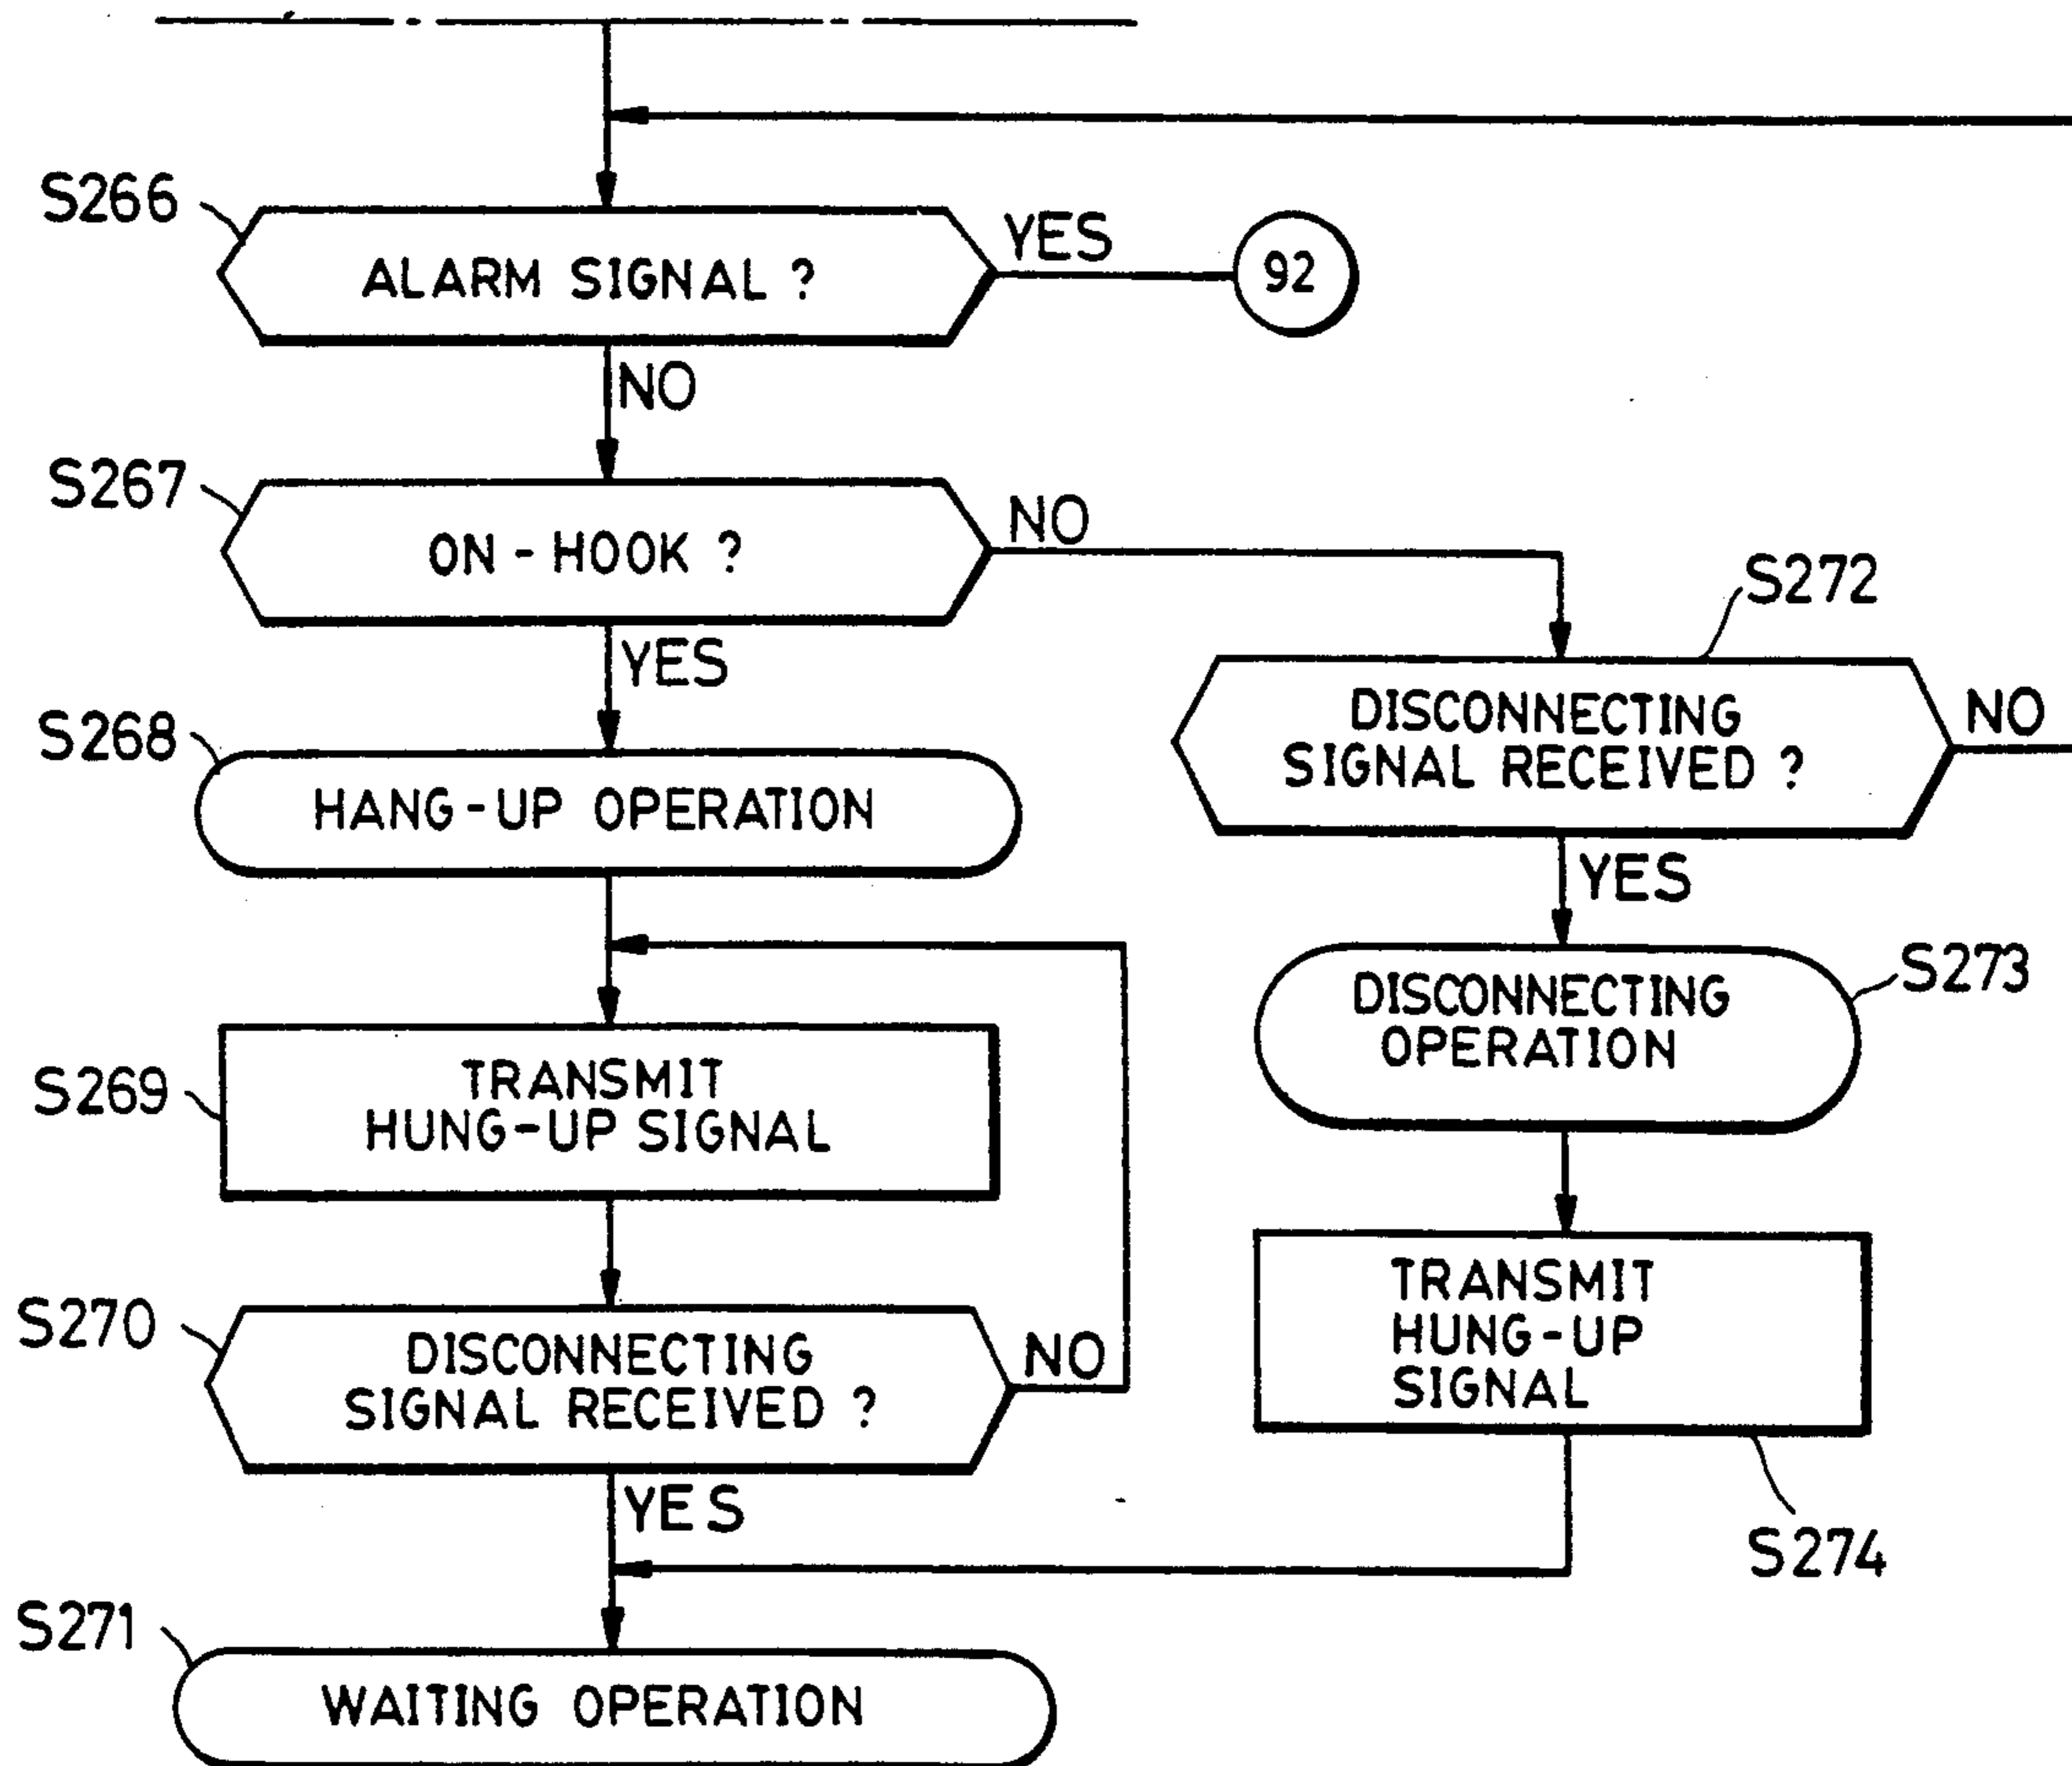 S266
ALARM SIGNAL ?
YES
92
NO
S267
ON-HOOK ?
NO
YES
S272
DISCONNECTING
SIGNAL RECEIVED ?
NO
YES
S268
HANG-UP OPERATION
S273
DISCONNECTING
OPERATION
S269
TRANSMIT
HUNG-UP SIGNAL
S274
TRANSMIT
HUNG-UP
SIGNAL
S270
DISCONNECTING
SIGNAL RECEIVED ?
NO
YES
S271
WAITING OPERATION